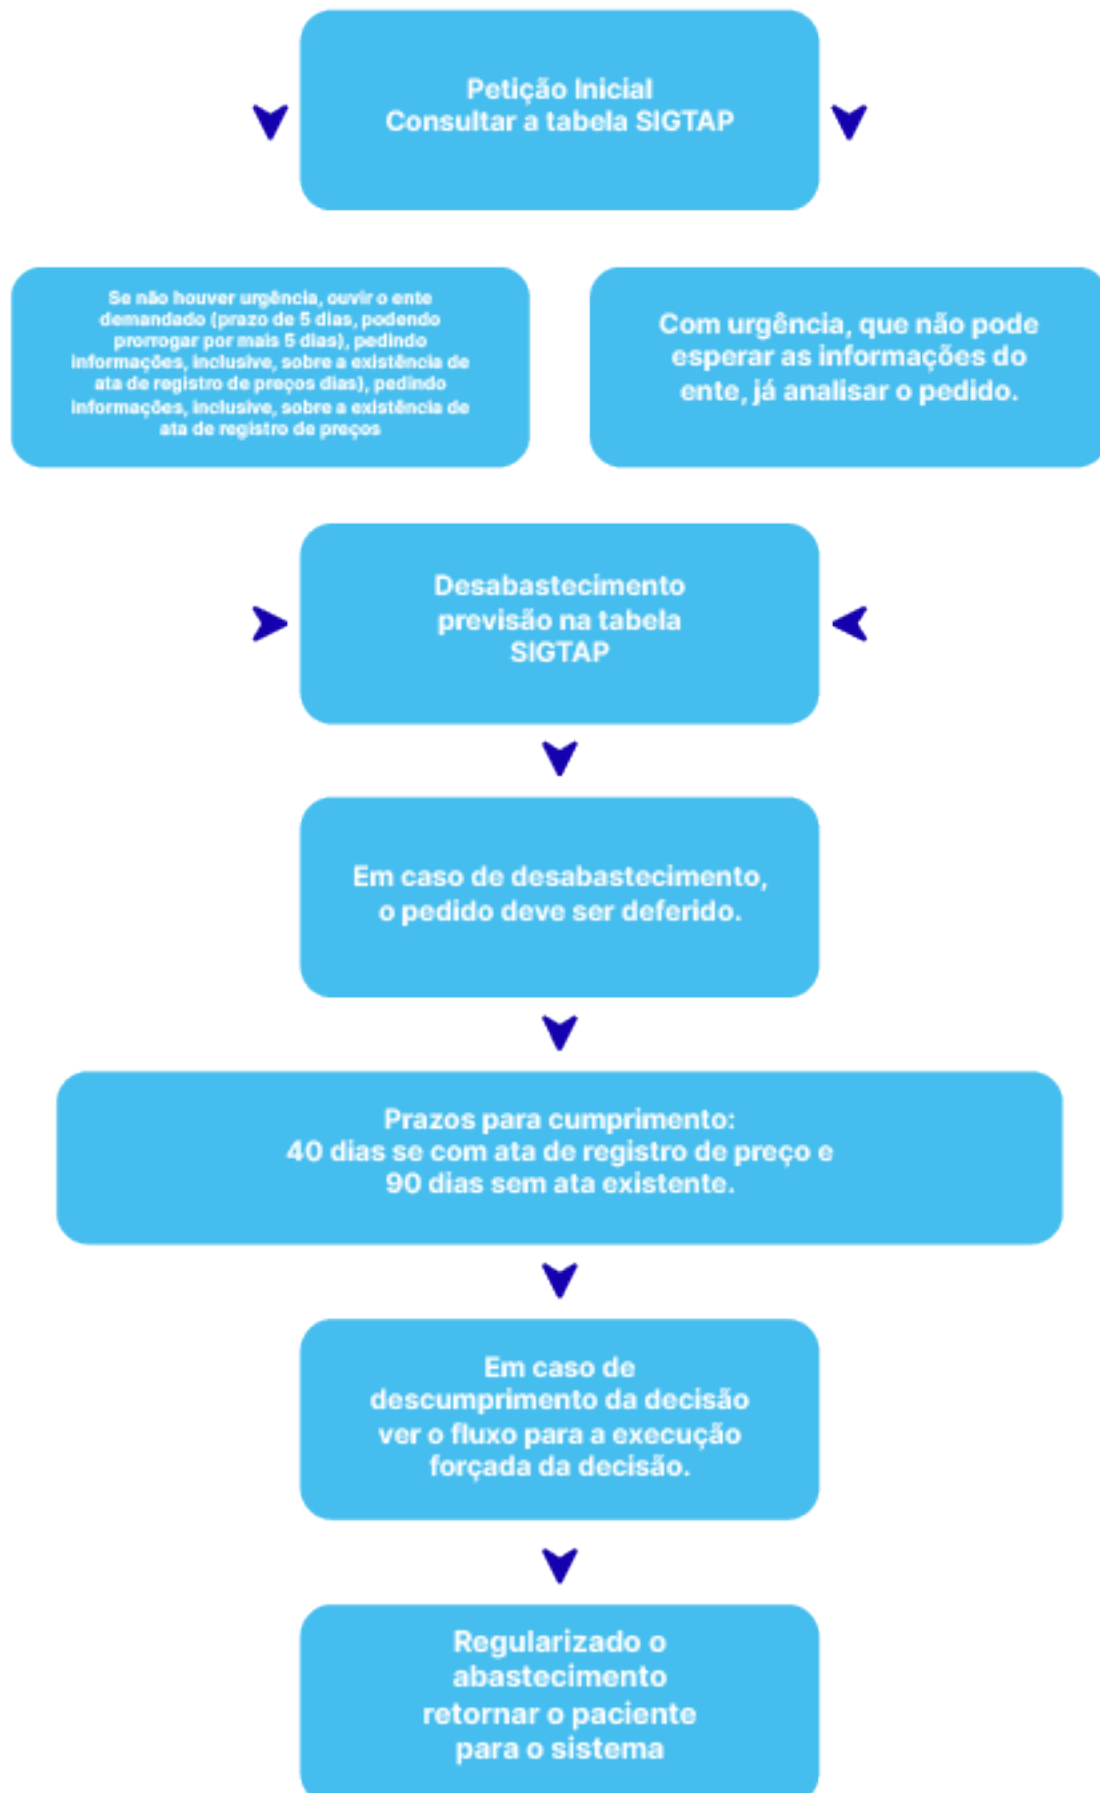 Petição Inicial
Consultar a tabela SIGTAP
Se não houver urgência, ouvir o ente
demandado (prazo de 5 dias, podendo
prorrogar por mais 5 dias), pedindo
informações, inclusive, sobre a existência de
ata de registro de preços dias), pedindo
informações, inclusive, sobre a existência de
ata de registro de preços
Com urgência, que não pode
esperar as informações do
ente, já analisar o pedido.
Desabastecimento
previsão na tabela
SIGTAP
Em caso de desabastecimento,
o pedido deve ser deferido.
Prazos para cumprimento:
40 dias se com ata de registro de preço e
90 dias sem ata existente.
Em caso de
descumprimento da decisão
ver o fluxo para a execução
forçada da decisão.
Regularizado o
abastecimento
retornar o paciente
para o sistema